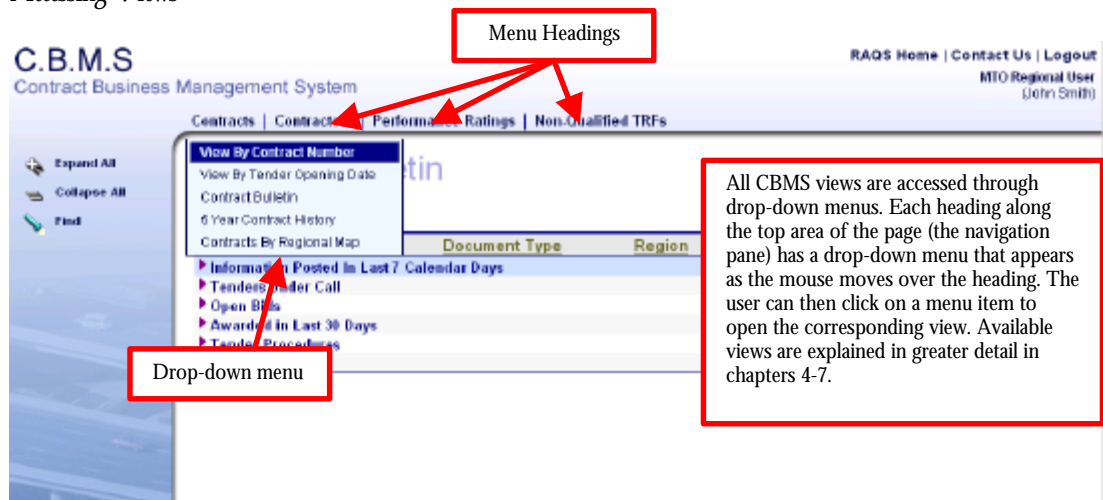 Menu Headings
C.B.M.S
RAQS Home | Contact Us | Logout
Contract Business Management System
MTO Regional User
(John Smith)
Contracts | Contract | Performance Ratings | Non-Qualified TRFs
Expand All
Collapse All
Find
View By Contract Number
View By Tender Opening Date
Contract Bulletin
6 Year Contract History
Contracts By Regional Map
tin
Document Type Region
Information Posted In Last 7 Calendar Days
Tenders Under Call
Open Bids
Awarded in Last 30 Days
Tender Procedures
Drop-down menu
All CBMS views are accessed through
drop-down menus. Each heading along
the top area of the page (the navigation
pane) has a drop-down menu that appears
as the mouse moves over the heading. The
user can then click on a menu item to
open the corresponding view. Available
views are explained in greater detail in
chapters 4-7.